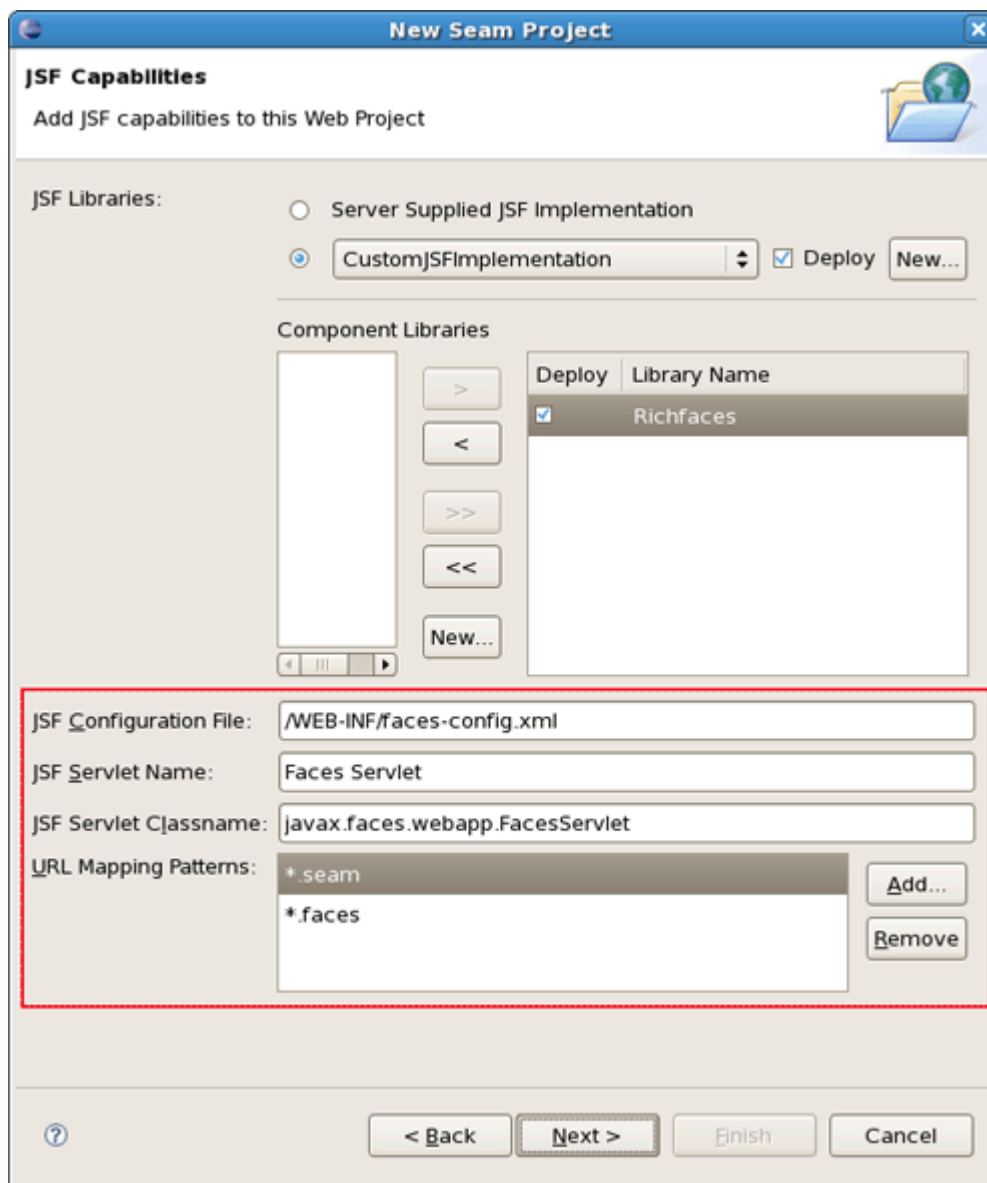 New Seam Project
JSF Capabilities
Add JSF capabilities to this Web Project
JSF Libraries:
Server Supplied JSF Implementation
CustomJSFImplementation Deploy New...
Component Libraries
Deploy Library Name
Richfaces
>
<
>>
<<
New...
JSF Configuration File: /WEB-INF/faces-config.xml
JSF Servlet Name: Faces Servlet
JSF Servlet Classname: javax.faces.webapp.FacesServlet
URL Mapping Patterns: *.seam Add...
*.faces Remove
? < Back Next > Finish Cancel